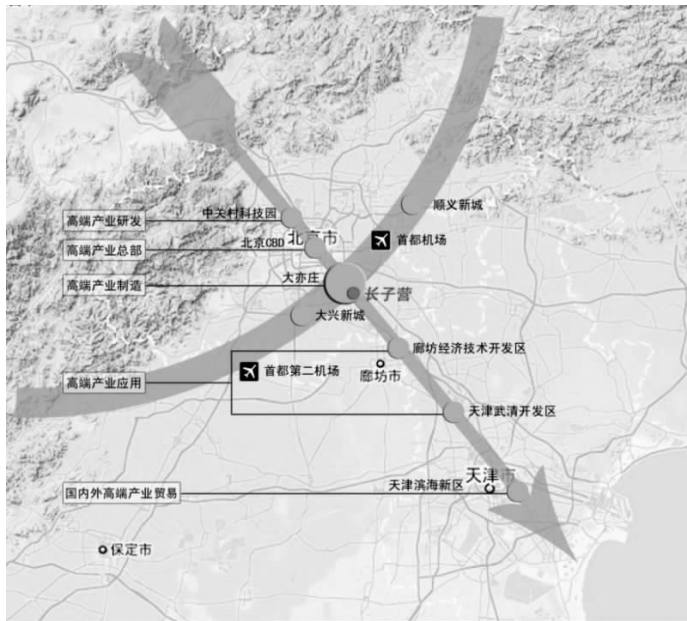 顺义新城
中关村科技园
高端产业研发
北京市
首都机场
北京CBD
高端产业总部
大亦庄
高端产业制造
长子营
大兴新城
廊坊经济技术开发区
首都第二机场
廊坊市
高端产业应用
天津武清开发区
天津市
天津滨海新区
国内外高端产业贸易
保定市